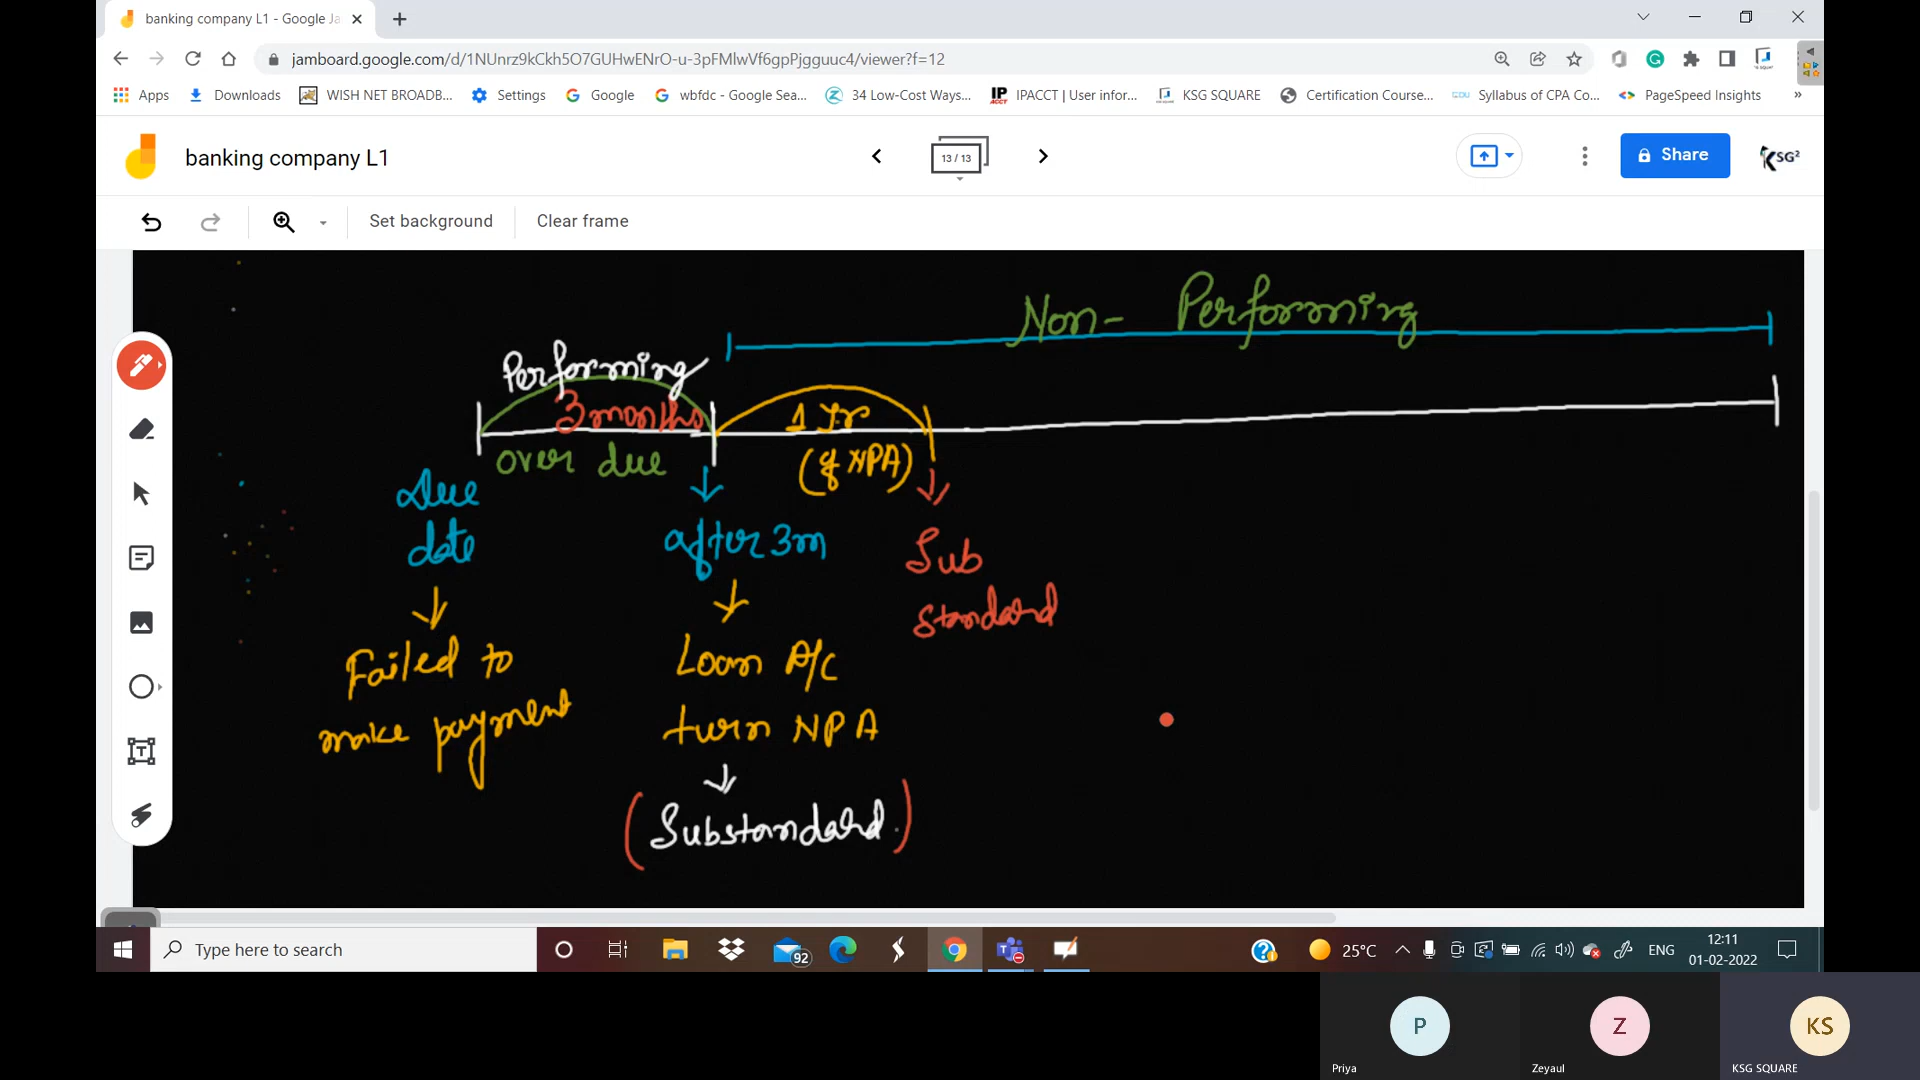 banking company L1 - Google Ja
jamboard.google.com/d/1NUnrz9kCkh5O7GUHwENrO-u-3pFMlwVf6gpPjgguuc4/viewer?f=12
Apps Downloads WISH NET BROADB... Settings Google wbfdc - Google Sea... 34 Low-Cost Ways... IPACCT | User infor... KSG SQUARE Certification Course... Syllabus of CPA Co... PageSpeed Insights »
banking company L1
13 / 13
Share
KSG²
Set background Clear frame
Non- Performing
Performing
3 months
1 Yr
over due
(of NPA)
Due
date
after 3m
Sub
standard
Failed to
make payment
Loan A/C
turn NPA
(Substandard)
Type here to search
92
25°C
ENG
12:11
01-02-2022
P
Z
KS
Priya
Zeyaul
KSG SQUARE